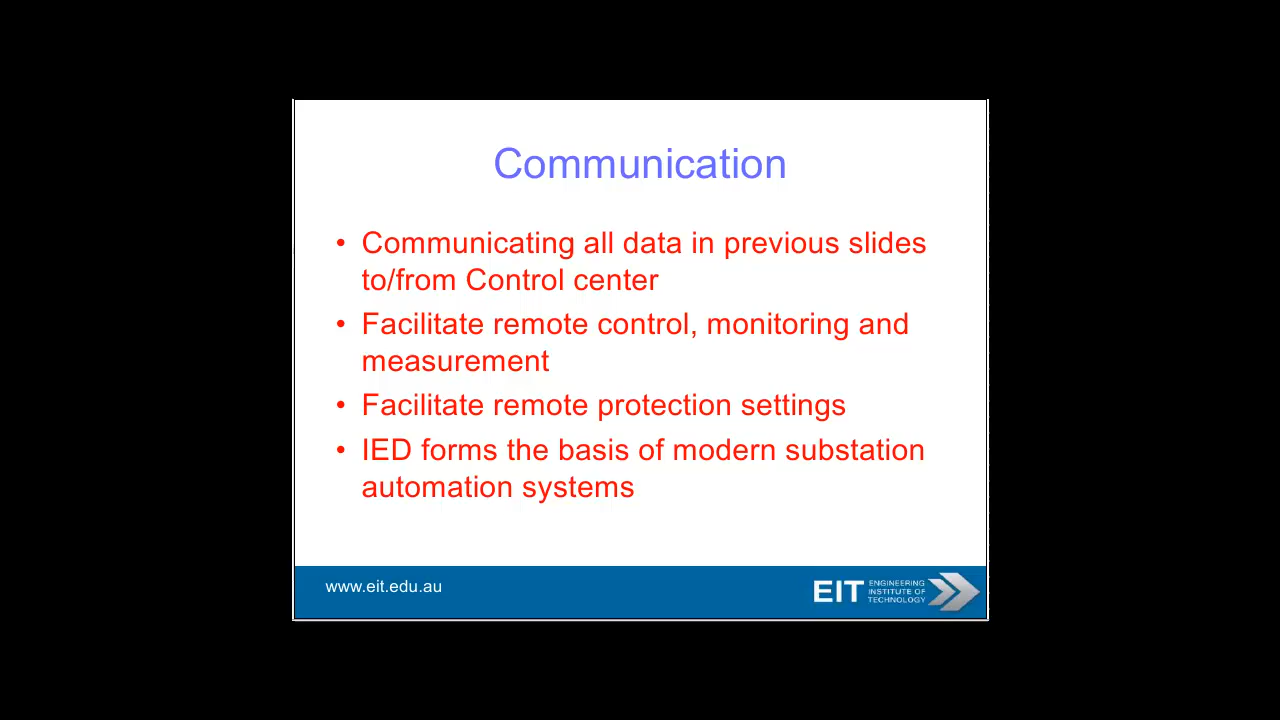 Communication
• Communicating all data in previous slides
to/from Control center
• Facilitate remote control, monitoring and
measurement
• Facilitate remote protection settings
• IED forms the basis of modern substation
automation systems
www.eit.edu.au
EIT
ENGINEERING
INSTITUTE OF
TECHNOLOGY